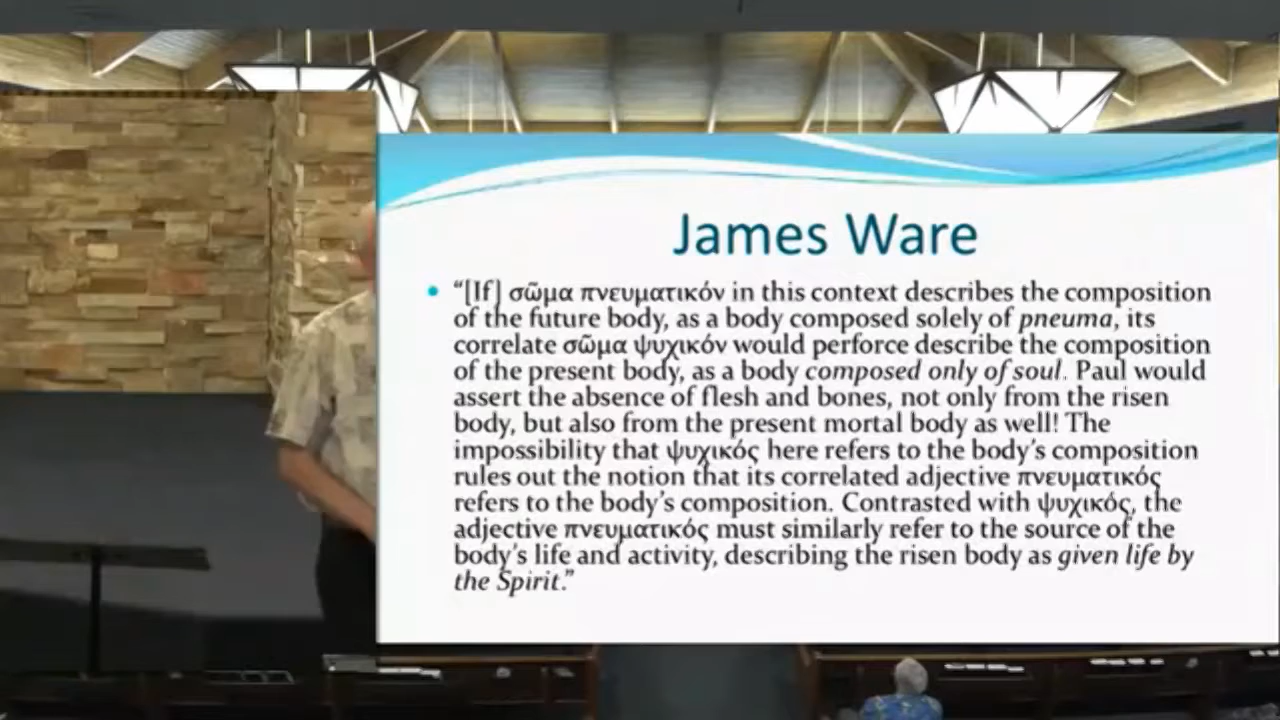 James Ware
• “[If] σῶμα πνευματικόν in this context describes the composition
of the future body, as a body composed solely of pneuma, its
correlate σῶμα ψυχικόν would perforce describe the composition
of the present body, as a body composed only of soul. Paul would
assert the absence of flesh and bones, not only from the risen
body, but also from the present mortal body as well! The
impossibility that ψυχικός here refers to the body’s composition
rules out the notion that its correlated adjective πνευματικός
refers to the body’s composition. Contrasted with ψυχικός, the
adjective πνευματικός must similarly refer to the source of the
body’s life and activity, describing the risen body as given life by
the Spirit.”